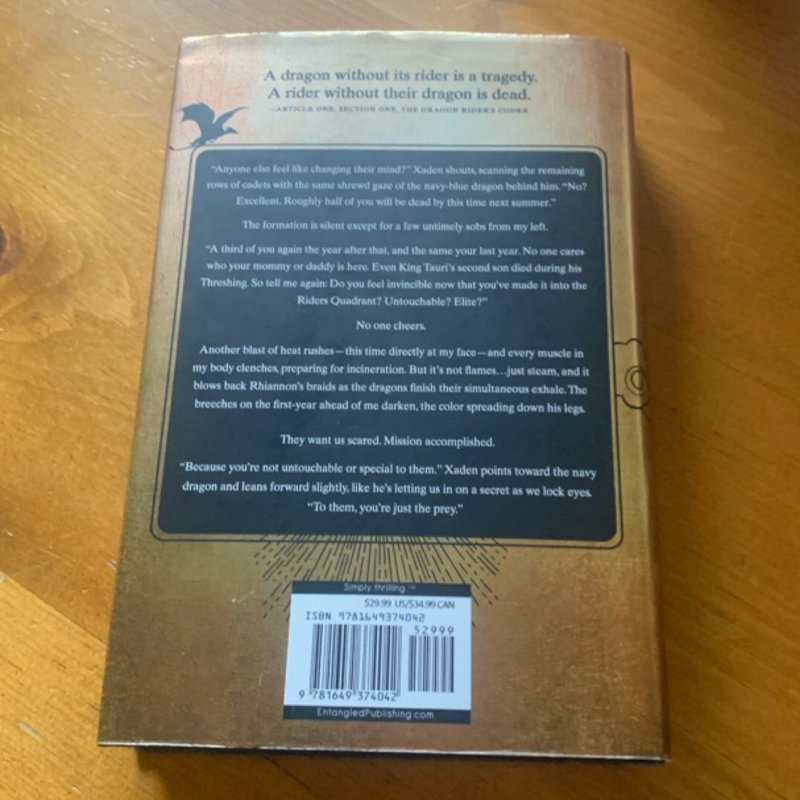 A dragon without its rider is a tragedy.
A rider without their dragon is dead.
—ARTICLE ONE, SECTION ONE, THE DRAGON RIDER'S CODEX
“Anyone else feel like changing their mind?” Xaden shouts, scanning the remaining
rows of cadets with the same shrewd gaze of the navy-blue dragon behind him. “No?
Excellent. Roughly half of you will be dead by this time next summer.”
The formation is silent except for a few untimely sobs from my left.
“A third of you again the year after that, and the same your last year. No one cares
who your mommy or daddy is here. Even King Tauri's second son died during his
Threshing. So tell me again: Do you feel invincible now that you've made it into the
Riders Quadrant? Untouchable? Elite?”
No one cheers.
Another blast of heat rushes—this time directly at my face—and every muscle in
my body clenches, preparing for incineration. But it's not flames…just steam, and it
blows back Rhiannon's braids as the dragons finish their simultaneous exhale. The
breeches on the first-year ahead of me darken, the color spreading down his legs.
They want us scared. Mission accomplished.
“Because you're not untouchable or special to them.” Xaden points toward the navy
dragon and leans forward slightly, like he's letting us in on a secret as we lock eyes.
“To them, you're just the prey.”
Simply thrilling.™
$29.99 US/$34.99 CAN
ISBN 9781649374042
52999
9 781649 374042
EntangledPublishing.com